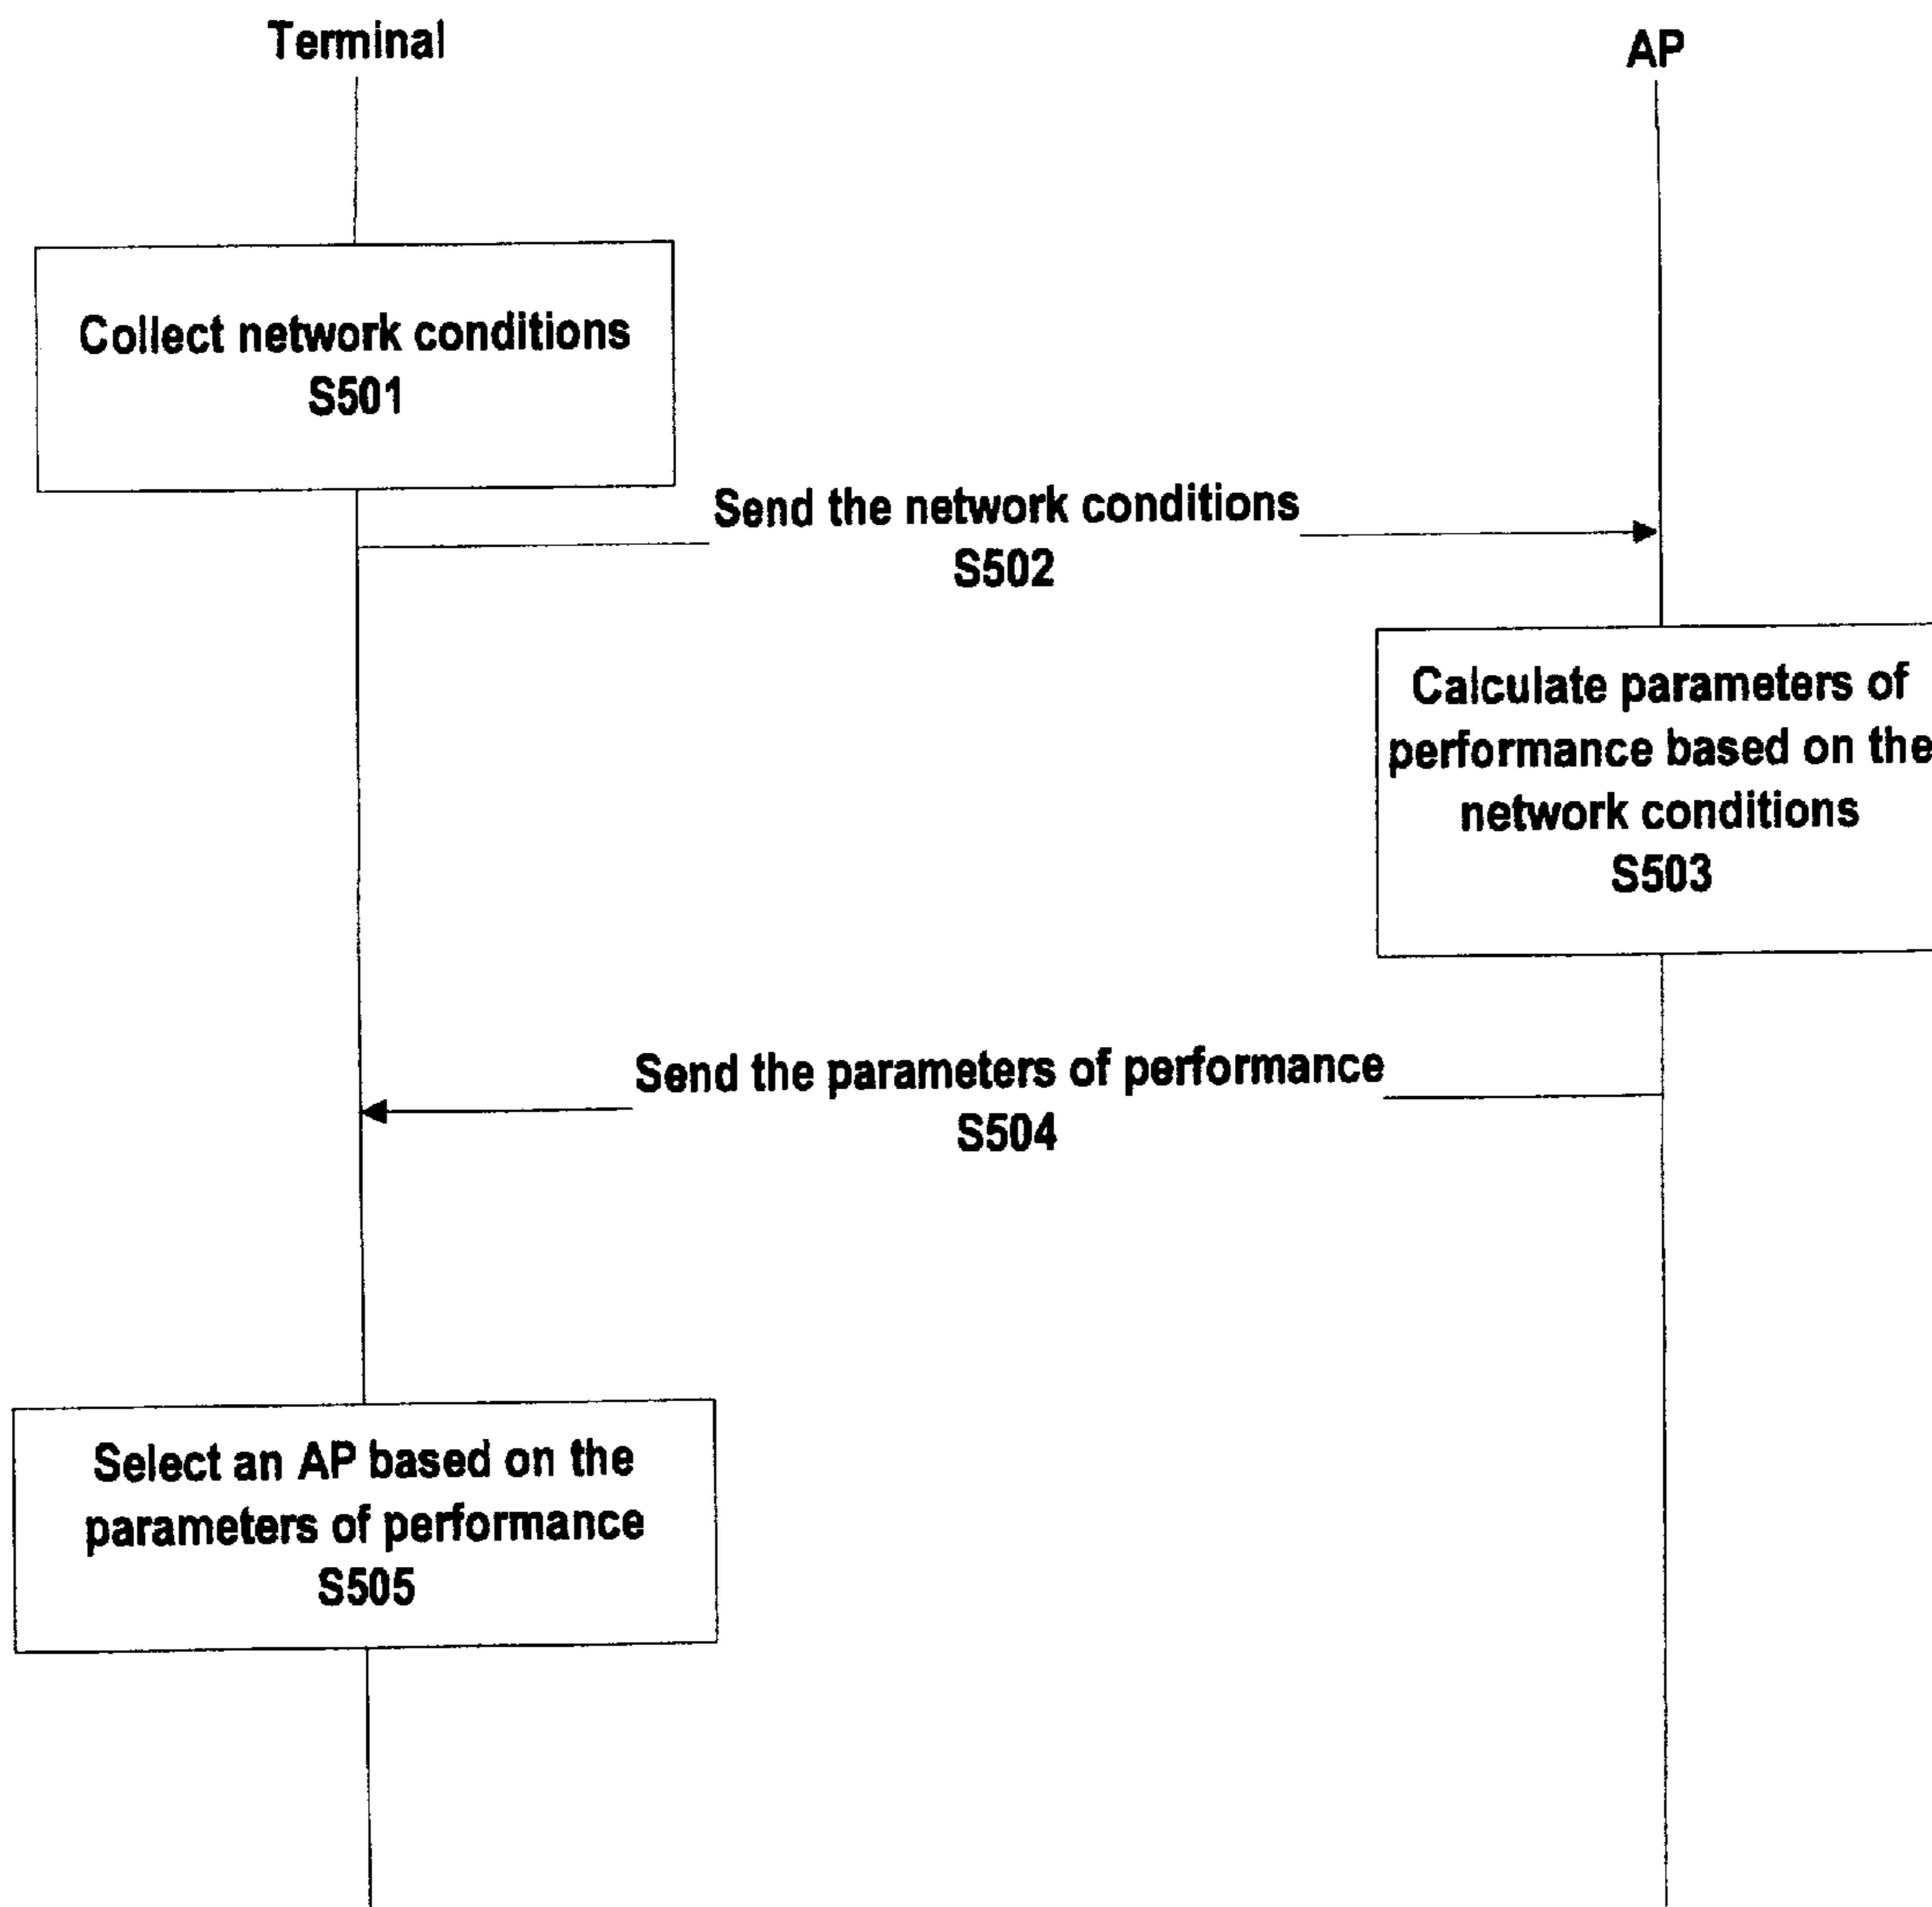 Terminal
AP
Collect network conditions
S501
Send the network conditions
S502
Calculate parameters of
performance based on the
network conditions
S503
Send the parameters of performance
S504
Select an AP based on the
parameters of performance
S505